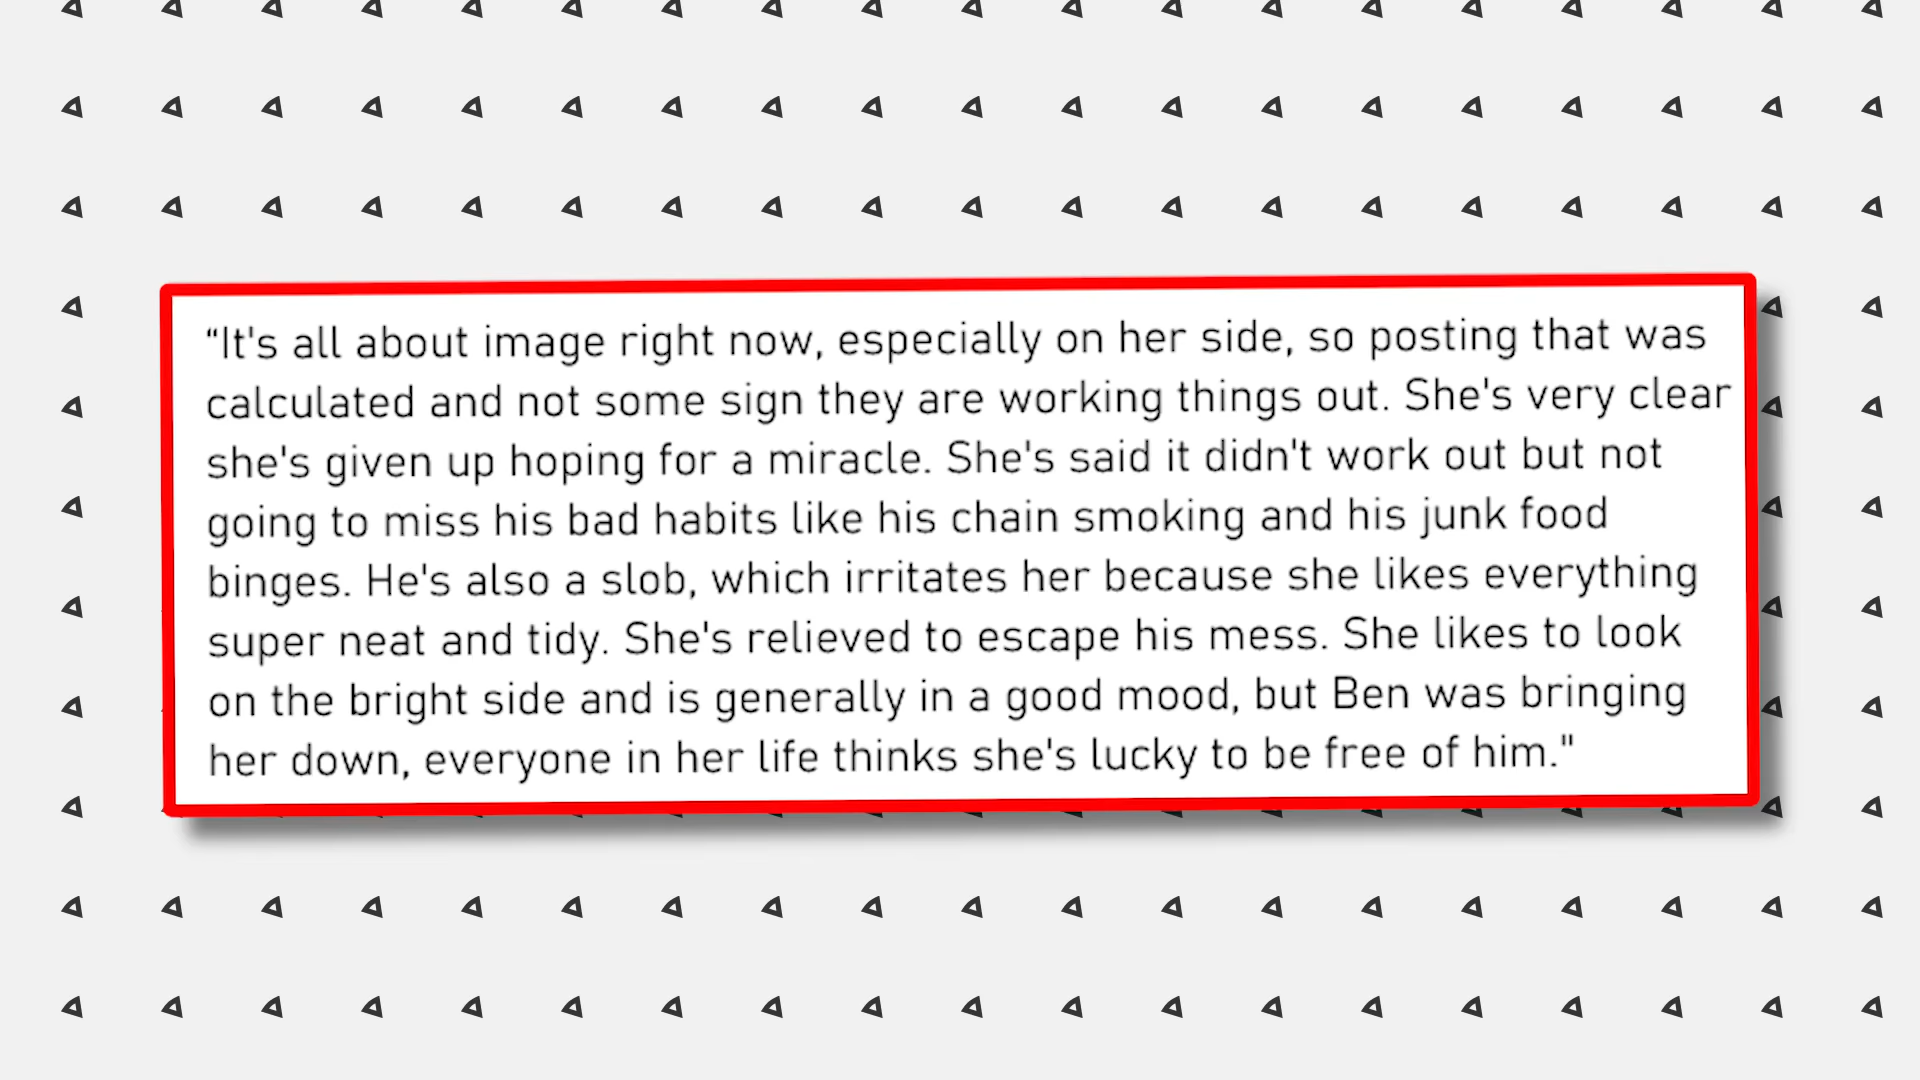 “It's all about image right now, especially on her side, so posting that was
calculated and not some sign they are working things out. She's very clear
she's given up hoping for a miracle. She's said it didn't work out but not
going to miss his bad habits like his chain smoking and his junk food
binges. He's also a slob, which irritates her because she likes everything
super neat and tidy. She's relieved to escape his mess. She likes to look
on the bright side and is generally in a good mood, but Ben was bringing
her down, everyone in her life thinks she's lucky to be free of him."